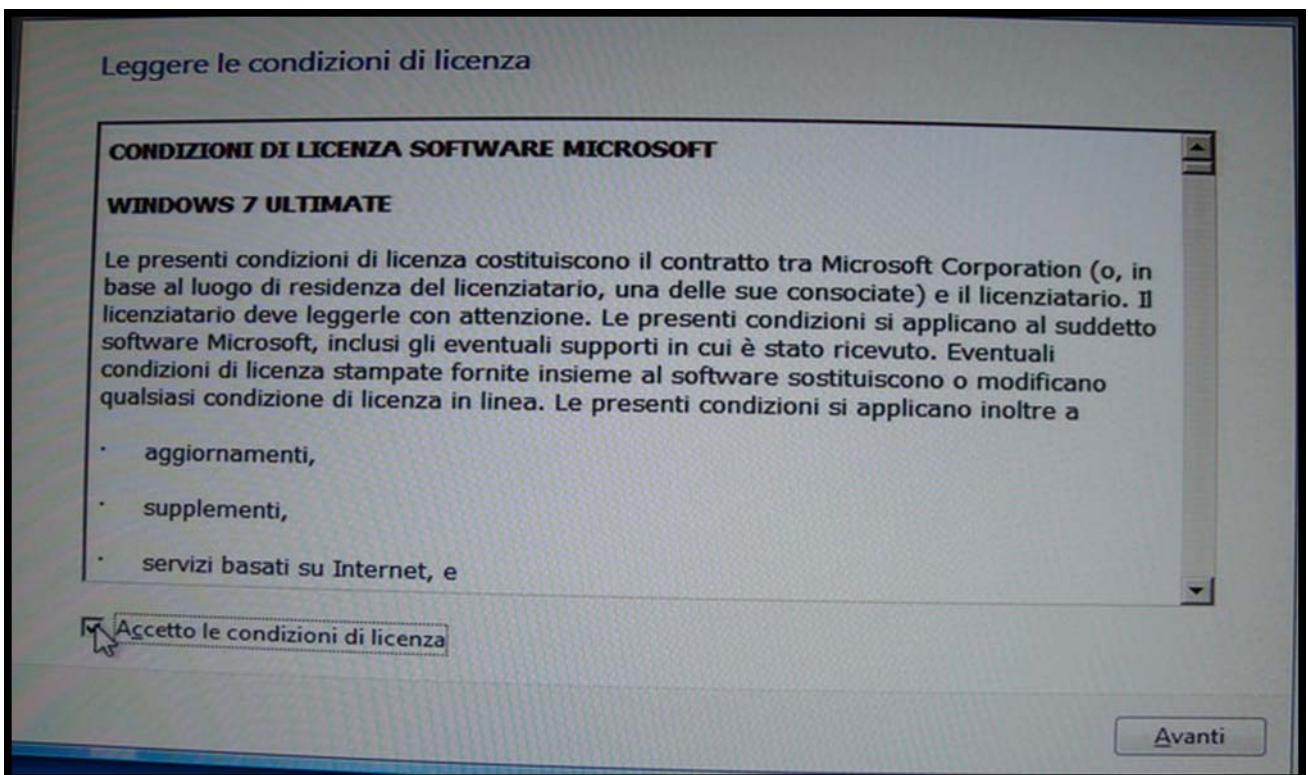 Leggere le condizioni di licenza
CONDIZIONI DI LICENZA SOFTWARE MICROSOFT
WINDOWS 7 ULTIMATE
Le presenti condizioni di licenza costituiscono il contratto tra Microsoft Corporation (o, in
base al luogo di residenza del licenziatario, una delle sue consociate) e il licenziatario. Il
licenziatario deve leggerle con attenzione. Le presenti condizioni si applicano al suddetto
software Microsoft, inclusi gli eventuali supporti in cui è stato ricevuto. Eventuali
condizioni di licenza stampate fornite insieme al software sostituiscono o modificano
qualsiasi condizione di licenza in linea. Le presenti condizioni si applicano inoltre a
· aggiornamenti,
· supplementi,
· servizi basati su Internet, e
Accetto le condizioni di licenza
Avanti